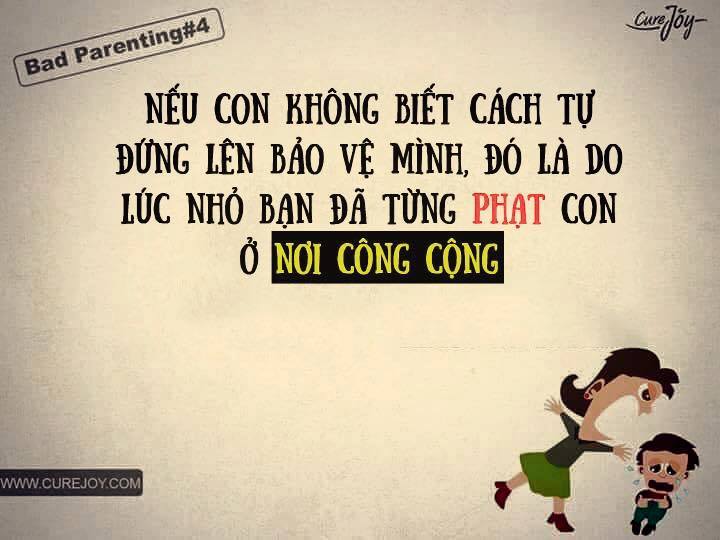 Bad Parenting#4
CureJoy
NẾU CON KHÔNG BIẾT CÁCH TỰ
ĐỨNG LÊN BẢO VỆ MÌNH, ĐÓ LÀ DO
LÚC NHỎ BẠN ĐÃ TỪNG PHẠT CON
Ở NƠI CÔNG CỘNG
WWW.CUREJOY.COM